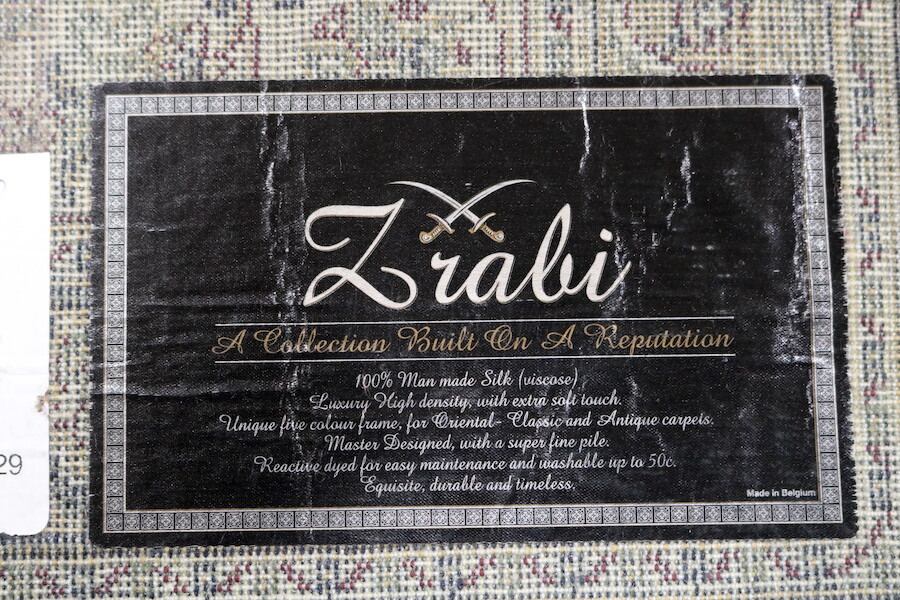 Zrabi
A Collection Built On A Reputation
100% Man made Silk (viscose)
Luxury High density, with extra soft touch.
Unique five colour frame, for Oriental- Classic and Antique carpets.
Master Designed, with a super fine pile.
Reactive dyed for easy maintenance and washable up to 50c.
Equisite, durable and timeless.
Made in Belgium
29